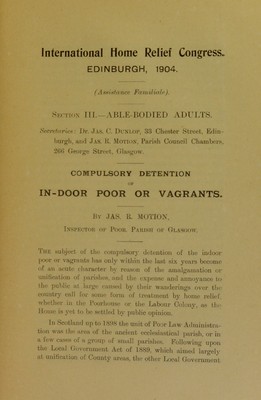 International Home Relief Congress.
EDINBURGH, 1904.
(Assistance Familiale).
SECTION III.—ABLE-BODIED ADULTS.
Secretaries: Dr. JAS. C. DUNLOP, 33 Chester Street, Edin-
burgh, and JAS. R. MOTION, Parish Council Chambers,
266 George Street, Glasgow.
COMPULSORY DETENTION
OF
IN-DOOR POOR OR VAGRANTS.
BY JAS. R. MOTION,
INSPECTOR OF POOR, PARISH OF GLASGOW.
THE subject of the compulsory detention of the indoor
poor or vagrants has only within the last six years become
of an acute character by reason of the amalgamation or
unification of parishes, and the expense and annoyance to
the public at large caused by their wanderings over the
country call for some form of treatment by home relief,
whether in the Poorhouse or the Labour Colony, as the
Home is yet to be settled by public opinion.
In Scotland up to 1898 the unit of Poor Law Administra-
tion was the area of the ancient ecclesiastical parish, or in
a few cases of a group of small parishes. Following upon
the Local Government Act of 1889, which aimed largely
at unification of County areas, the other Local Government